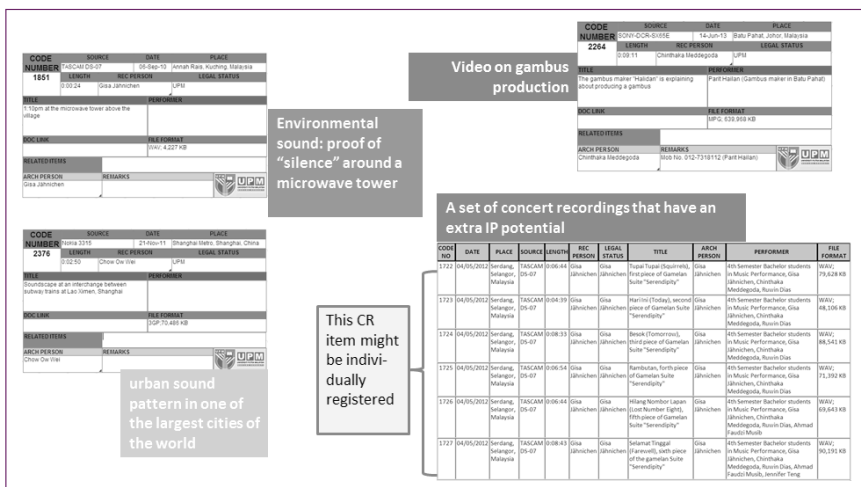 CODE NUMBER
SOURCE DATE PLACE
TASCAM DS-07 06-Sep-10 Annah Rais, Kuching, Malaysia
1851
LENGTH REC PERSON LEGAL STATUS
0:00:24 Gisa Jähnichen UPM
TITLE PERFORMER
1:10pm at the microwave tower above the
village
DOC LINK FILE FORMAT
WAV; 4,227 KB
RELATED ITEMS
ARCH PERSON REMARKS
Gisa Jähnichen
UPM
Environmental
sound: proof of
“silence” around a
microwave tower
CODE NUMBER
SOURCE DATE PLACE
Nokia 3315 21-Nov-11 Shanghai Metro, Shanghai, China
2376
LENGTH REC PERSON LEGAL STATUS
0:02:50 Chow Ow Wei UPM
TITLE PERFORMER
Soundscape at an interchange between
subway trains at Lao Ximen, Shanghai
DOC LINK FILE FORMAT
3GP;70,485 KB
RELATED ITEMS
ARCH PERSON REMARKS
Chow Ow Wei
UPM
urban sound
pattern in one of
the largest cities of
the world
Video on gambus
production
CODE NUMBER
SOURCE DATE PLACE
SONY-DCR-SX65E 14-Jun-13 Batu Pahat, Johor, Malaysia
2264
LENGTH REC PERSON LEGAL STATUS
0:09:11 Chinthaka Meddegoda UPM
TITLE PERFORMER
The gambus maker 'Halidan' is explaining
about producing a gambus
Parit Hailan (Gambus maker in Batu Pahat)
DOC LINK FILE FORMAT
MPG; 639,968 KB
RELATED ITEMS
ARCH PERSON REMARKS
Chinthaka Meddegoda Mob No. 012-7318112 (Parit Hailan)
UPM
A set of concert recordings that have an
extra IP potential
This CR
item might
be indivi-
dually
registered
CODE NO DATE PLACE SOURCE LENGTH REC PERSON LEGAL STATUS TITLE ARCH PERSON PERFORMER FILE FORMAT
1722 04/05/2012 Serdang, Selangor, Malaysia TASCAM DS-07 0:06:44 Gisa Jähnichen Gisa Jähnichen Tupai Tupai (Squirrels), first piece of Gamelan Suite "Serendipity" Gisa Jähnichen 4th Semester Bachelor students in Music Performance, Gisa Jähnichen, Chinthaka Meddegoda, Ruwin Dias WAV; 79,628 KB
1723 04/05/2012 Serdang, Selangor, Malaysia TASCAM DS-07 0:04:39 Gisa Jähnichen Gisa Jähnichen Hari Ini (Today), second piece of Gamelan Suite "Serendipity" Gisa Jähnichen 4th Semester Bachelor students in Music Performance, Gisa Jähnichen, Chinthaka Meddegoda, Ruwin Dias WAV; 48,106 KB
1724 04/05/2012 Serdang, Selangor, Malaysia TASCAM DS-07 0:08:33 Gisa Jähnichen Gisa Jähnichen Besok (Tomorrow), third piece of Gamelan Suite "Serendipity" Gisa Jähnichen 4th Semester Bachelor students in Music Performance, Gisa Jähnichen, Chinthaka Meddegoda, Ruwin Dias WAV; 88,541 KB
1725 04/05/2012 Serdang, Selangor, Malaysia TASCAM DS-07 0:06:54 Gisa Jähnichen Gisa Jähnichen Rambutan, forth piece of Gamelan Suite "Serendipity" Gisa Jähnichen 4th Semester Bachelor students in Music Performance, Gisa Jähnichen, Chinthaka Meddegoda, Ruwin Dias WAV; 71,392 KB
1726 04/05/2012 Serdang, Selangor, Malaysia TASCAM DS-07 0:06:44 Gisa Jähnichen Gisa Jähnichen Hilang Nombor Lapan (Lost Number Eight), fifth piece of Gamelan Suite "Serendipity" Gisa Jähnichen 4th Semester Bachelor students in Music Performance, Gisa Jähnichen, Chinthaka Meddegoda, Ruwin Dias, Ahmad Faudzi Musib WAV; 69,643 KB
1727 04/05/2012 Serdang, Selangor, Malaysia TASCAM DS-07 0:08:43 Gisa Jähnichen Gisa Jähnichen Selamat Tinggal (Farewell), sixth piece of the gamelan Suite "Serendipity" Gisa Jähnichen 4th Semester Bachelor students in Music Performance, Gisa Jähnichen, Chinthaka Meddegoda, Ruwin Dias, Ahmad Faudzi Musib, Jennifer Teng WAV; 90,191 KB